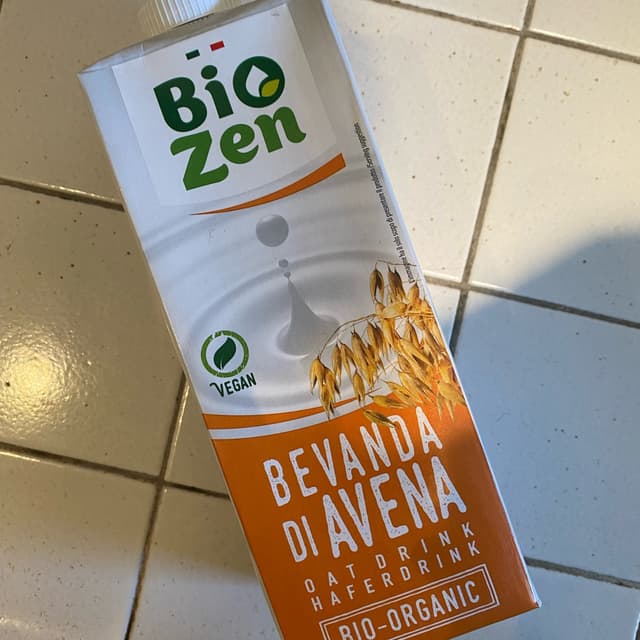 Bio
Zen
VEGAN
BEVANDA
DI AVENA
OAT DRINK
HAFERDRINK
BIO-ORGANIC